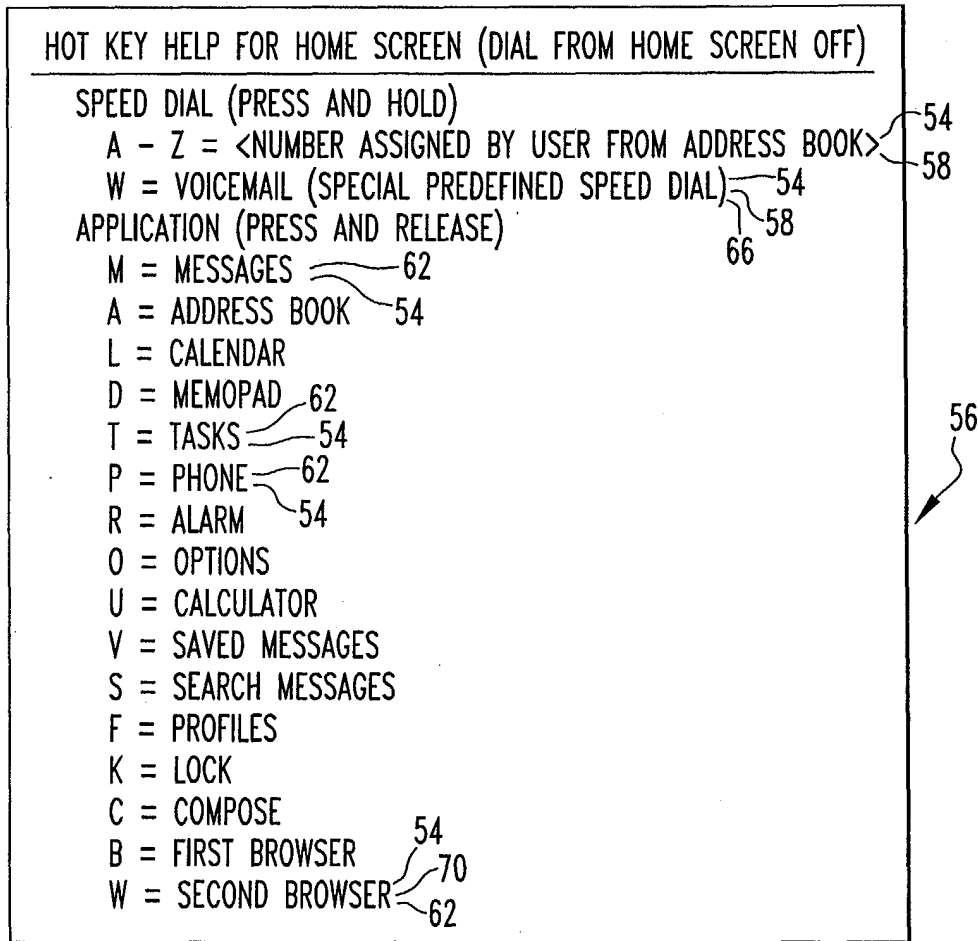 HOT KEY HELP FOR HOME SCREEN (DIAL FROM HOME SCREEN OFF)
SPEED DIAL (PRESS AND HOLD)
A - Z = <NUMBER ASSIGNED BY USER FROM ADDRESS BOOK> 54
58
W = VOICEMAIL (SPECIAL PREDEFINED SPEED DIAL) 54
58
66
APPLICATION (PRESS AND RELEASE)
M = MESSAGES 62
54
A = ADDRESS BOOK
L = CALENDAR
D = MEMOPAD
62
T = TASKS 54
P = PHONE 62
54
R = ALARM
O = OPTIONS
U = CALCULATOR
V = SAVED MESSAGES
S = SEARCH MESSAGES
F = PROFILES
K = LOCK
C = COMPOSE
B = FIRST BROWSER
54
W = SECOND BROWSER 70
62
56